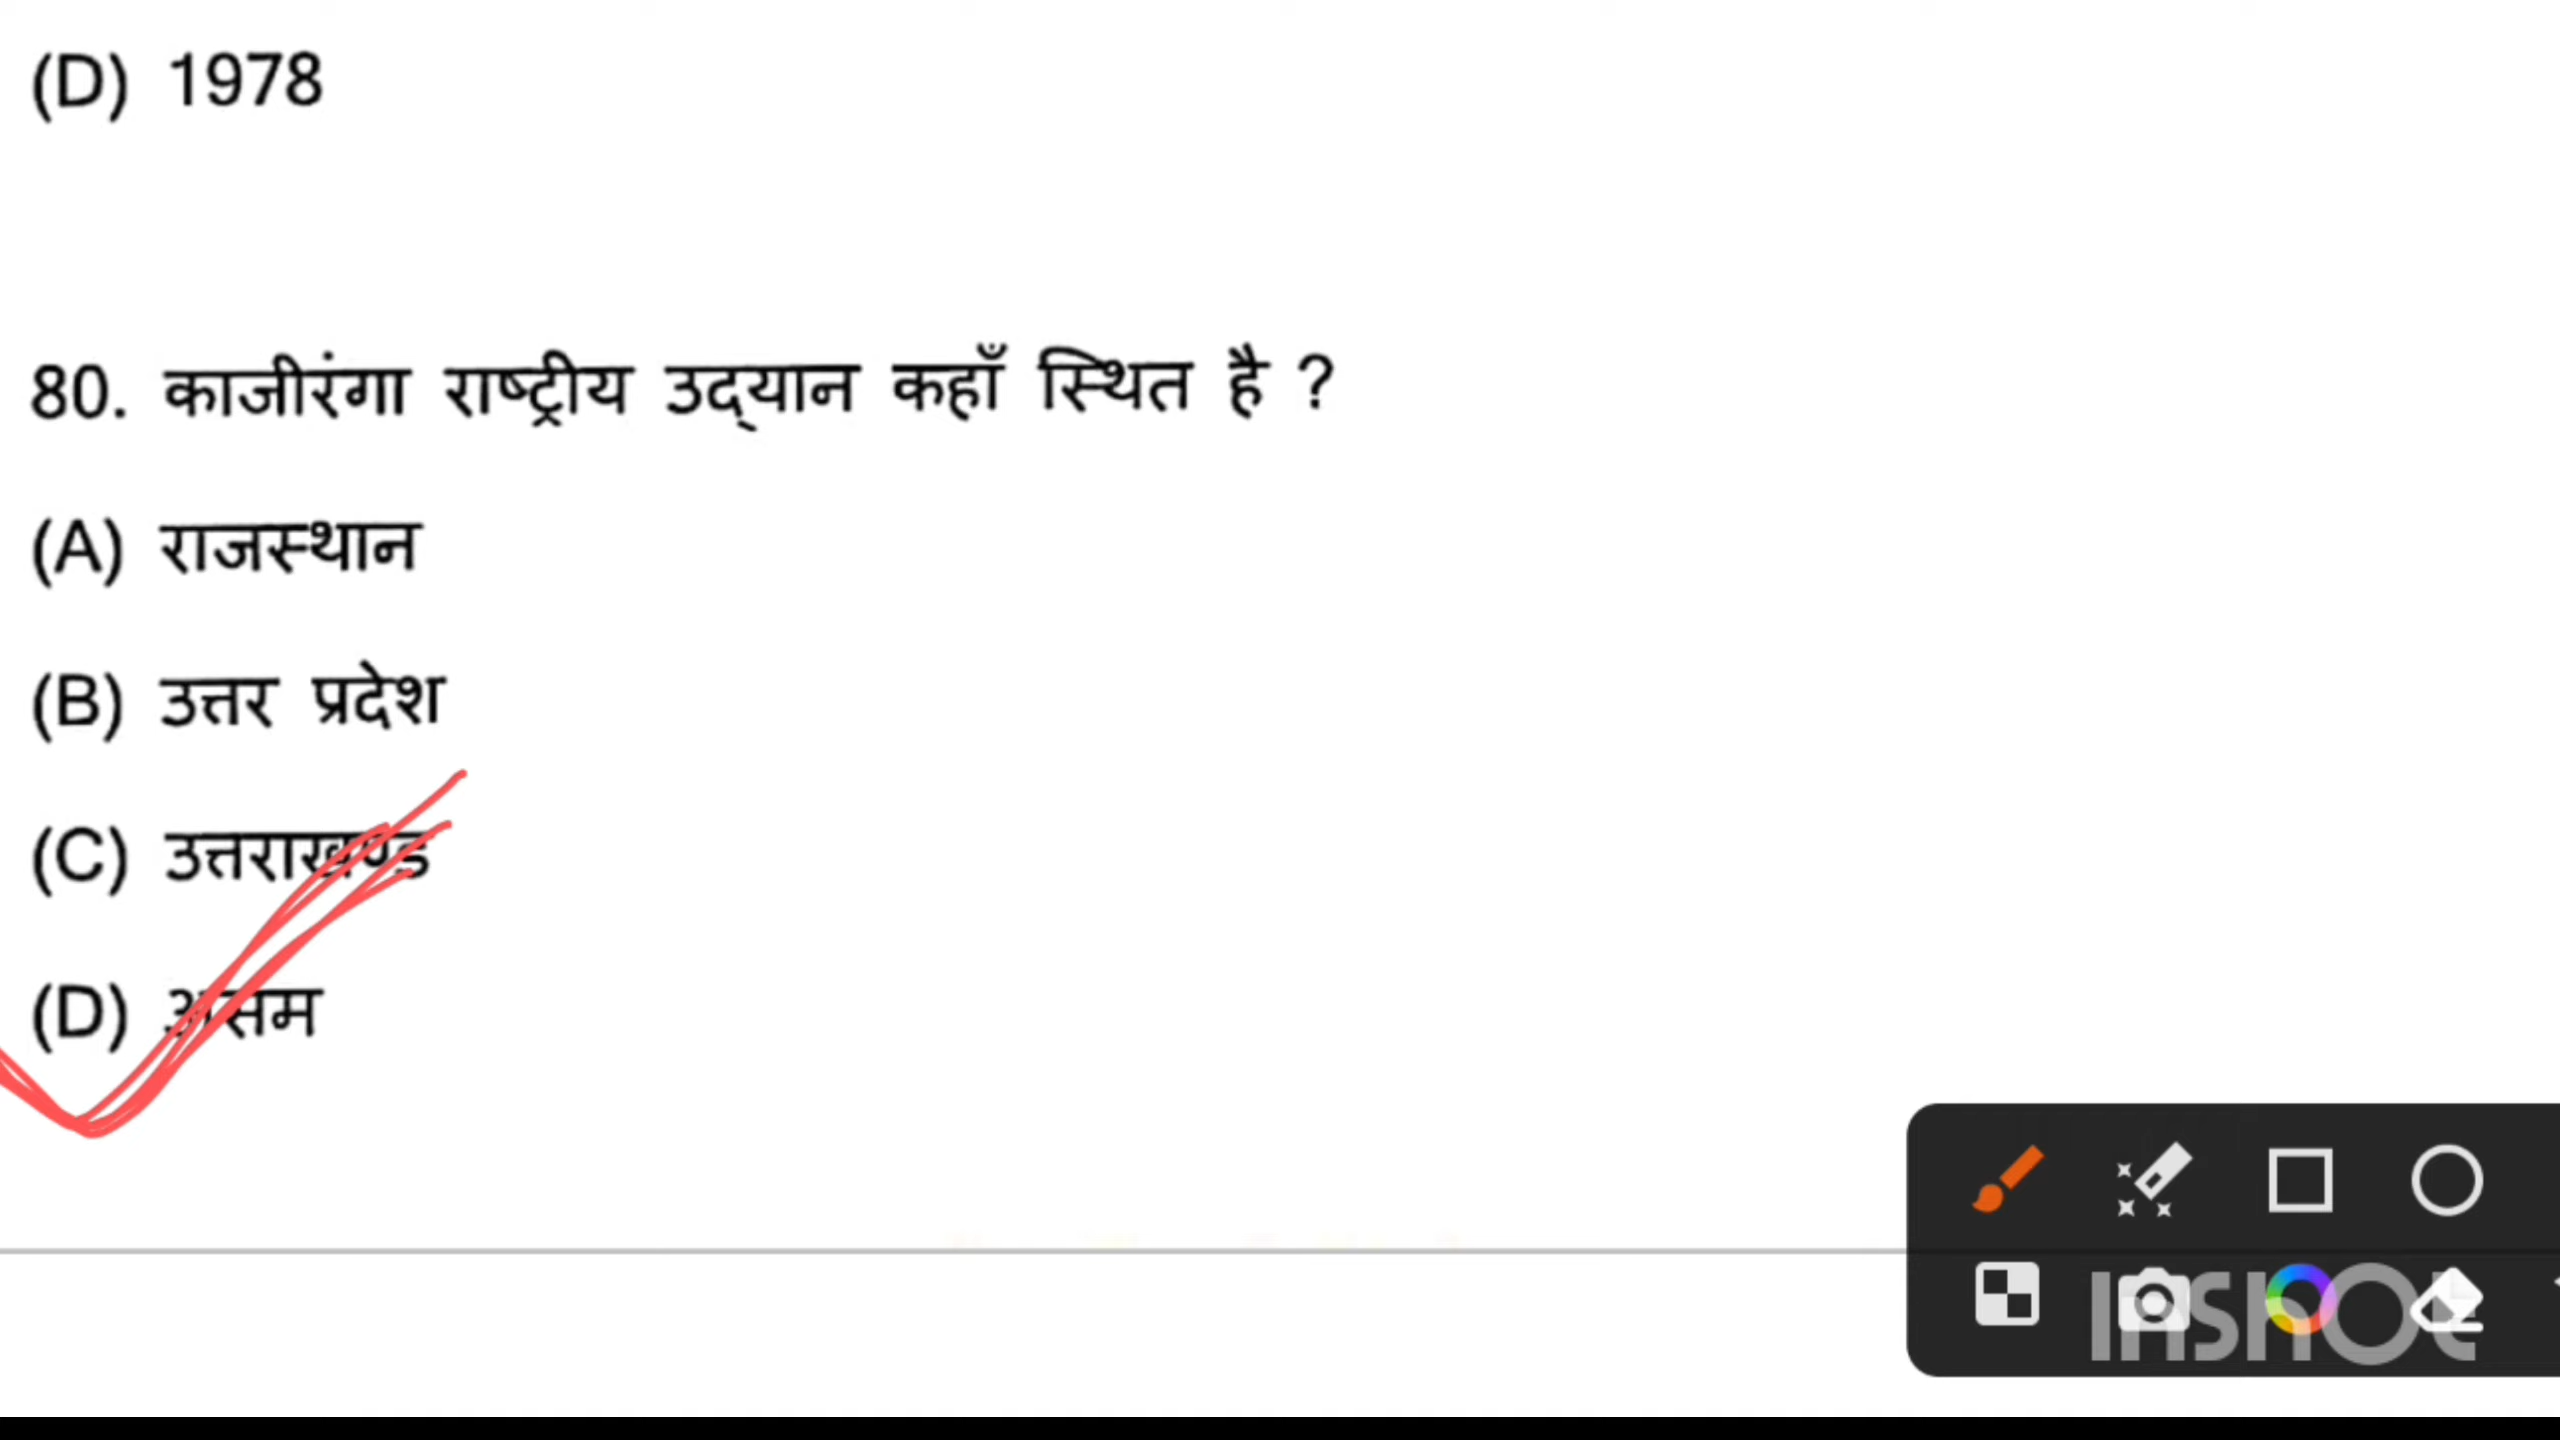 (D) 1978
80. काजीरंगा राष्ट्रीय उद्यान कहाँ स्थित है ?
(A) राजस्थान
(B) उत्तर प्रदेश
(C) उत्तराखण्ड
(D) असम
INSHOT